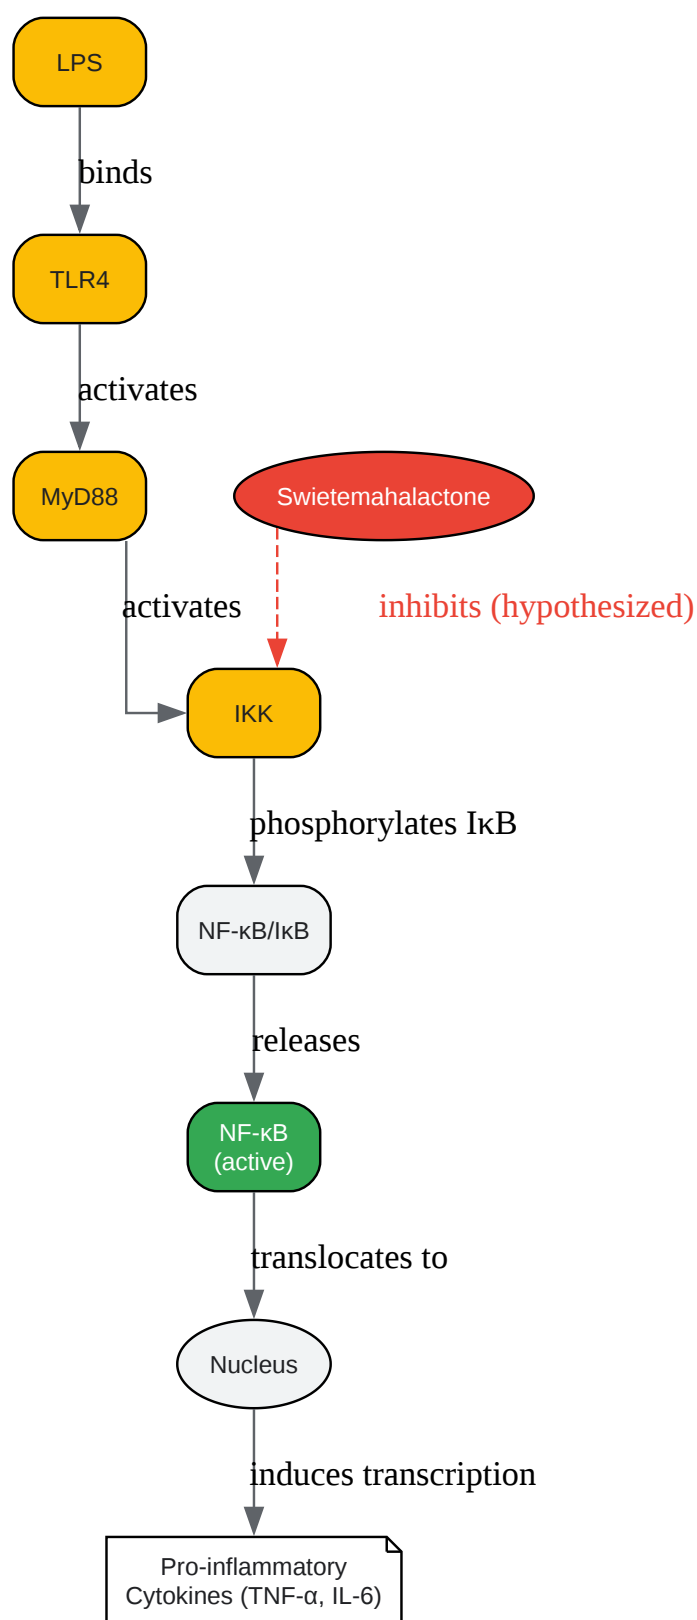 LPS
binds
TLR4
activates
MyD88
Swietemahalactone
activates
inhibits (hypothesized)
IKK
phosphorylates IκB
NF-κB/IκB
releases
NF-κB
(active)
translocates to
Nucleus
induces transcription
Pro-inflammatory
Cytokines (TNF-α, IL-6)